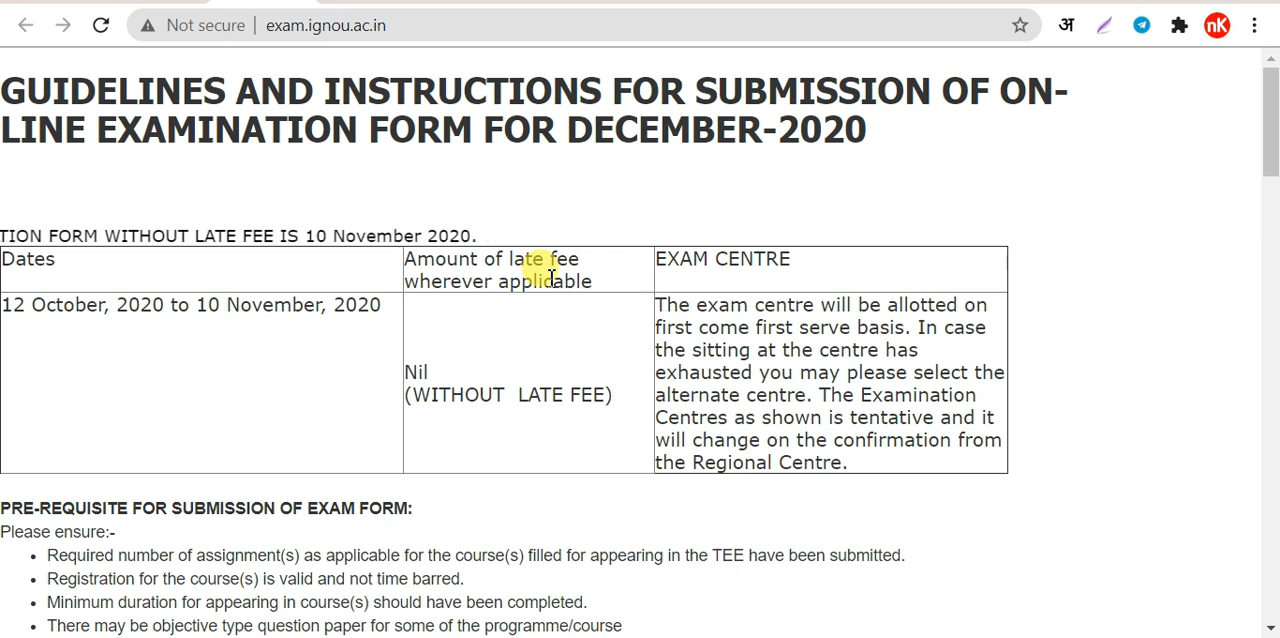 Not secure | exam.ignou.ac.in
अ
nK
GUIDELINES AND INSTRUCTIONS FOR SUBMISSION OF ON-
LINE EXAMINATION FORM FOR DECEMBER-2020
TION FORM WITHOUT LATE FEE IS 10 November 2020.
Dates
Amount of late fee
wherever applicable
EXAM CENTRE
12 October, 2020 to 10 November, 2020
Nil
(WITHOUT LATE FEE)
The exam centre will be allotted on
first come first serve basis. In case
the sitting at the centre has
exhausted you may please select the
alternate centre. The Examination
Centres as shown is tentative and it
will change on the confirmation from
the Regional Centre.
PRE-REQUISITE FOR SUBMISSION OF EXAM FORM:
Please ensure:-
• Required number of assignment(s) as applicable for the course(s) filled for appearing in the TEE have been submitted.
• Registration for the course(s) is valid and not time barred.
• Minimum duration for appearing in course(s) should have been completed.
• There may be objective type question paper for some of the programme/course